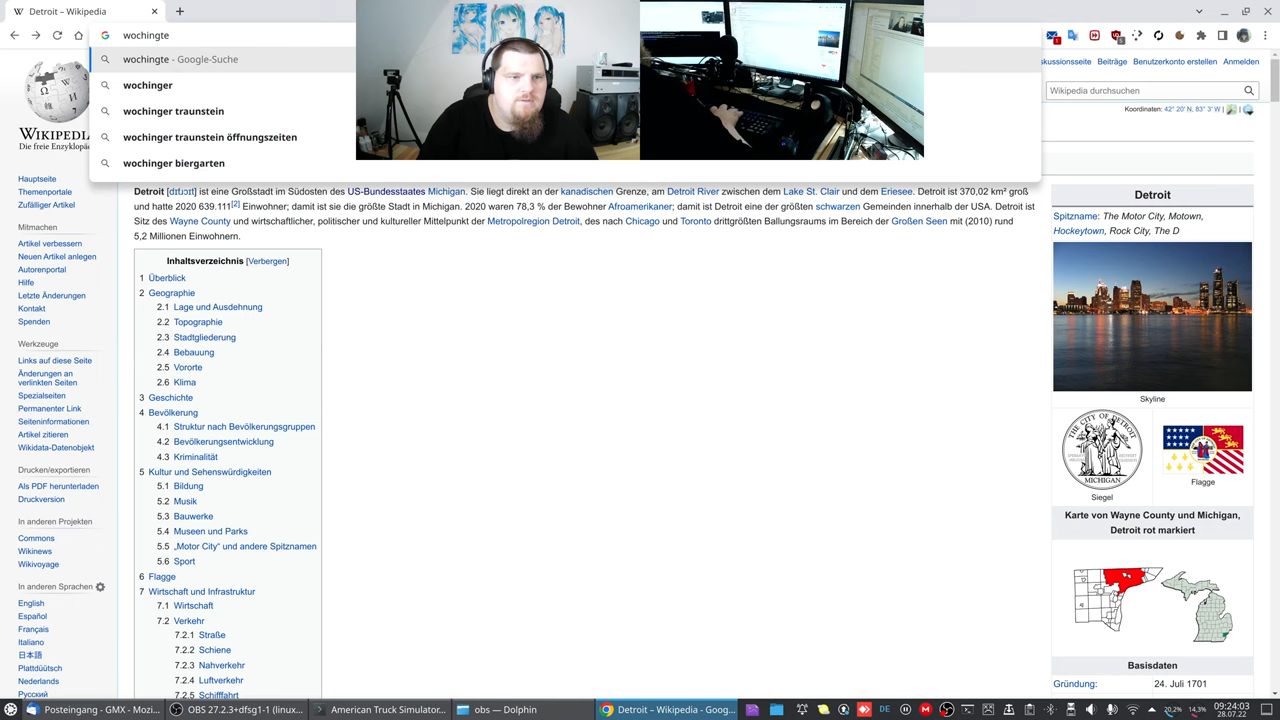 Detroit – Wikipedia
wochingte
wochingte - Google-Suche
wochinger
wochinger traunstein
wochinger traunstein öffnungszeiten
wochinger biergarten
WIKIPEDIA
Die freie Enzyklopä
skussionsseite Beiträge Benutzerkonto erstellen Anmelden
Wikipedia durchsuchen
Koordinaten: 42° 20′ N, 83° 3′ W
Hauptseite
Themenportale
Zufälliger Artikel
Mitmachen
Artikel verbessern
Neuen Artikel anlegen
Autorenportal
Hilfe
Letzte Änderungen
Kontakt
Spenden
Werkzeuge
Links auf diese Seite
Änderungen an
verlinkten Seiten
Spezialseiten
Permanenter Link
Seiteninformationen
Artikel zitieren
Wikidata-Datenobjekt
Drucken/exportieren
Als PDF herunterladen
Druckversion
In anderen Projekten
Commons
Wikinews
Wikivoyage
In anderen Sprachen
English
Español
Français
Italiano
日本語
Plattdüütsch
Nederlands
Русский
Detroit [dɪˈtɹɔɪt] ist eine Großstadt im Südosten des US-Bundesstaates Michigan. Sie liegt direkt an der kanadischen Grenze, am Detroit River zwischen dem Lake St. Clair und dem Eriesee. Detroit ist 370,02 km² groß
und hatte 2020 639.111[2] Einwohner; damit ist sie die größte Stadt in Michigan. 2020 waren 78,3 % der Bewohner Afroamerikaner; damit ist Detroit eine der größten schwarzen Gemeinden innerhalb der USA. Detroit ist
Sitz des Wayne County und wirtschaftlicher, politischer und kultureller Mittelpunkt der Metropolregion Detroit, des nach Chicago und Toronto drittgrößten Ballungsraums im Bereich der Großen Seen mit (2010) rund
5,2 Millionen Einwohnern.
Inhaltsverzeichnis [Verbergen]
1 Überblick
2 Geographie
2.1 Lage und Ausdehnung
2.2 Topographie
2.3 Stadtgliederung
2.4 Bebauung
2.5 Vororte
2.6 Klima
3 Geschichte
4 Bevölkerung
4.1 Struktur nach Bevölkerungsgruppen
4.2 Bevölkerungsentwicklung
4.3 Kriminalität
5 Kultur und Sehenswürdigkeiten
5.1 Bildung
5.2 Musik
5.3 Bauwerke
5.4 Museen und Parks
5.5 „Motor City“ und andere Spitznamen
5.6 Sport
6 Flagge
7 Wirtschaft und Infrastruktur
7.1 Wirtschaft
7.2 Verkehr
7.2.1 Straße
7.2.2 Schiene
7.2.3 Nahverkehr
7.2.4 Luftverkehr
7.2.5 Schifffahrt
Detroit
Spitzname: The Motor City, Motown,
Hockeytown, Rock City, The D
Skyline
THE CITY OF DETROIT
MICHIGAN
Siegel
Flagge
Karte von Wayne County und Michigan,
Detroit rot markiert
Basisdaten
Gründung: 24. Juli 1701
Posteingang - GMX - Mozi...
OBS 27.2.3+dfsg1-1 (linux...
American Truck Simulator...
obs — Dolphin
Detroit – Wikipedia - Goog...
DE
09:24:03
28.07.22